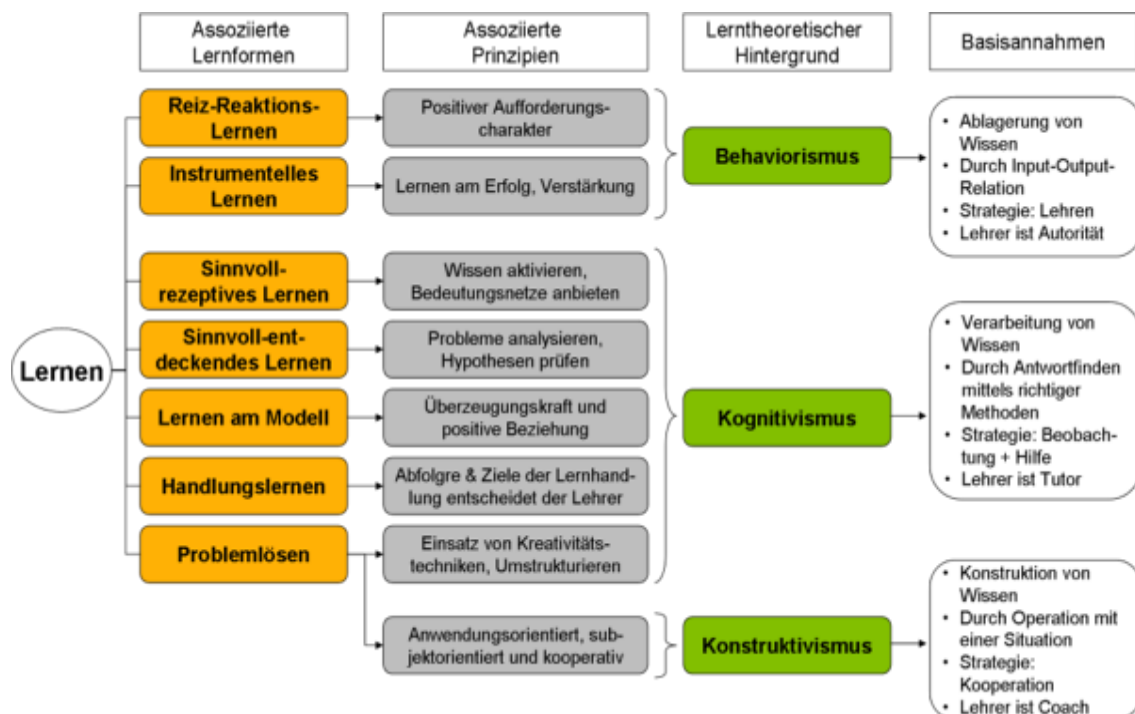 Assoziierte
Lernformen
Assoziierte
Prinzipien
Lerntheoretischer
Hintergrund
Basisannahmen
Lernen
Reiz-Reaktions-
Lernen
Positiver Aufforderungs-
charakter
Instrumentelles
Lernen
Lernen am Erfolg, Verstärkung
Behaviorismus
• Ablagerung von
Wissen
• Durch Input-Output-
Relation
• Strategie: Lehren
• Lehrer ist Autorität
Sinnvoll-
rezeptives Lernen
Wissen aktivieren,
Bedeutungsnetze anbieten
Sinnvoll-ent-
deckendes Lernen
Probleme analysieren,
Hypothesen prüfen
Lernen am Modell
Überzeugungskraft und
positive Beziehung
Handlungslernen
Abfolgre & Ziele der Lernhand-
lung entscheidet der Lehrer
Problemlösen
Einsatz von Kreativitäts-
techniken, Umstrukturieren
Kognitivismus
• Verarbeitung von
Wissen
• Durch Antwortfinden
mittels richtiger
Methoden
• Strategie: Beobach-
tung + Hilfe
• Lehrer ist Tutor
Anwendungsorientiert, sub-
jektorientiert und kooperativ
Konstruktivismus
• Konstruktion von
Wissen
• Durch Operation mit
einer Situation
• Strategie:
Kooperation
• Lehrer ist Coach